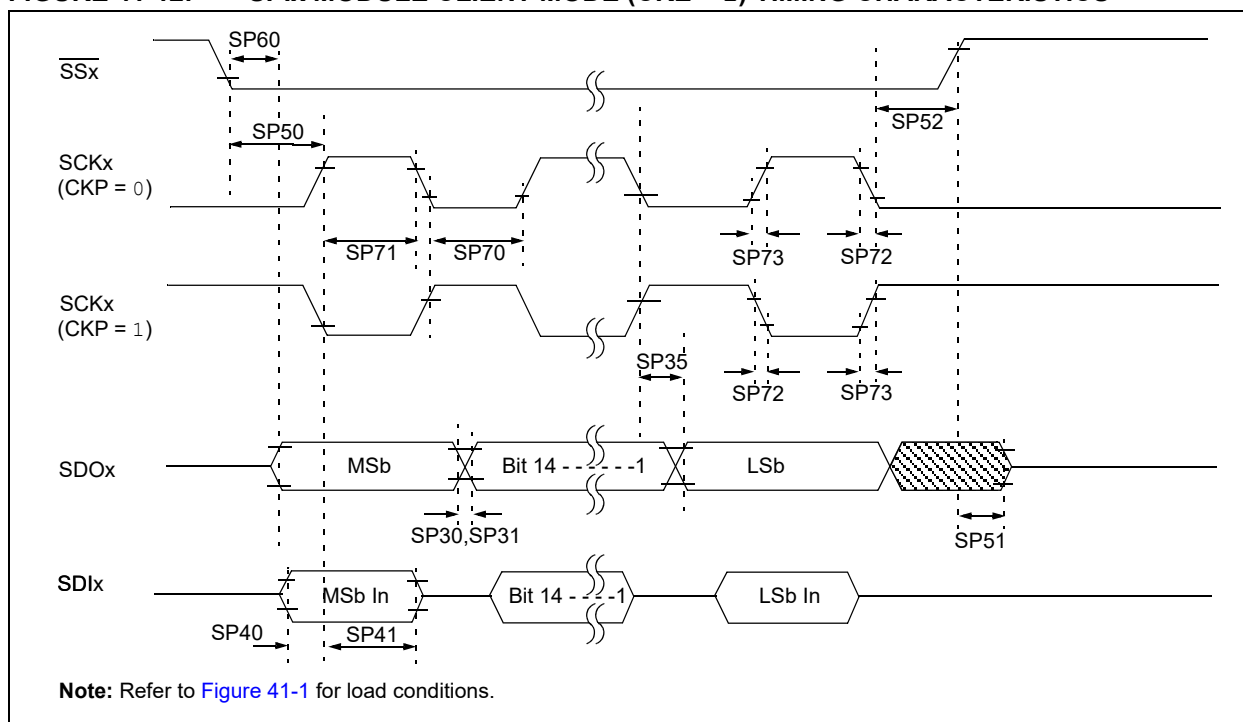 SP60
SSx
SP50
SP52
SCKx
(CKP = 0)
SP71
SP70
SP73
SP72
SCKx
(CKP = 1)
SP35
SP72
SP73
SDOx
MSb
Bit 14 - - - - - -1
LSb
SP30,SP31
SP51
SDIx
MSb In
Bit 14 - - - -1
LSb In
SP40
SP41
Note: Refer to Figure 41-1 for load conditions.